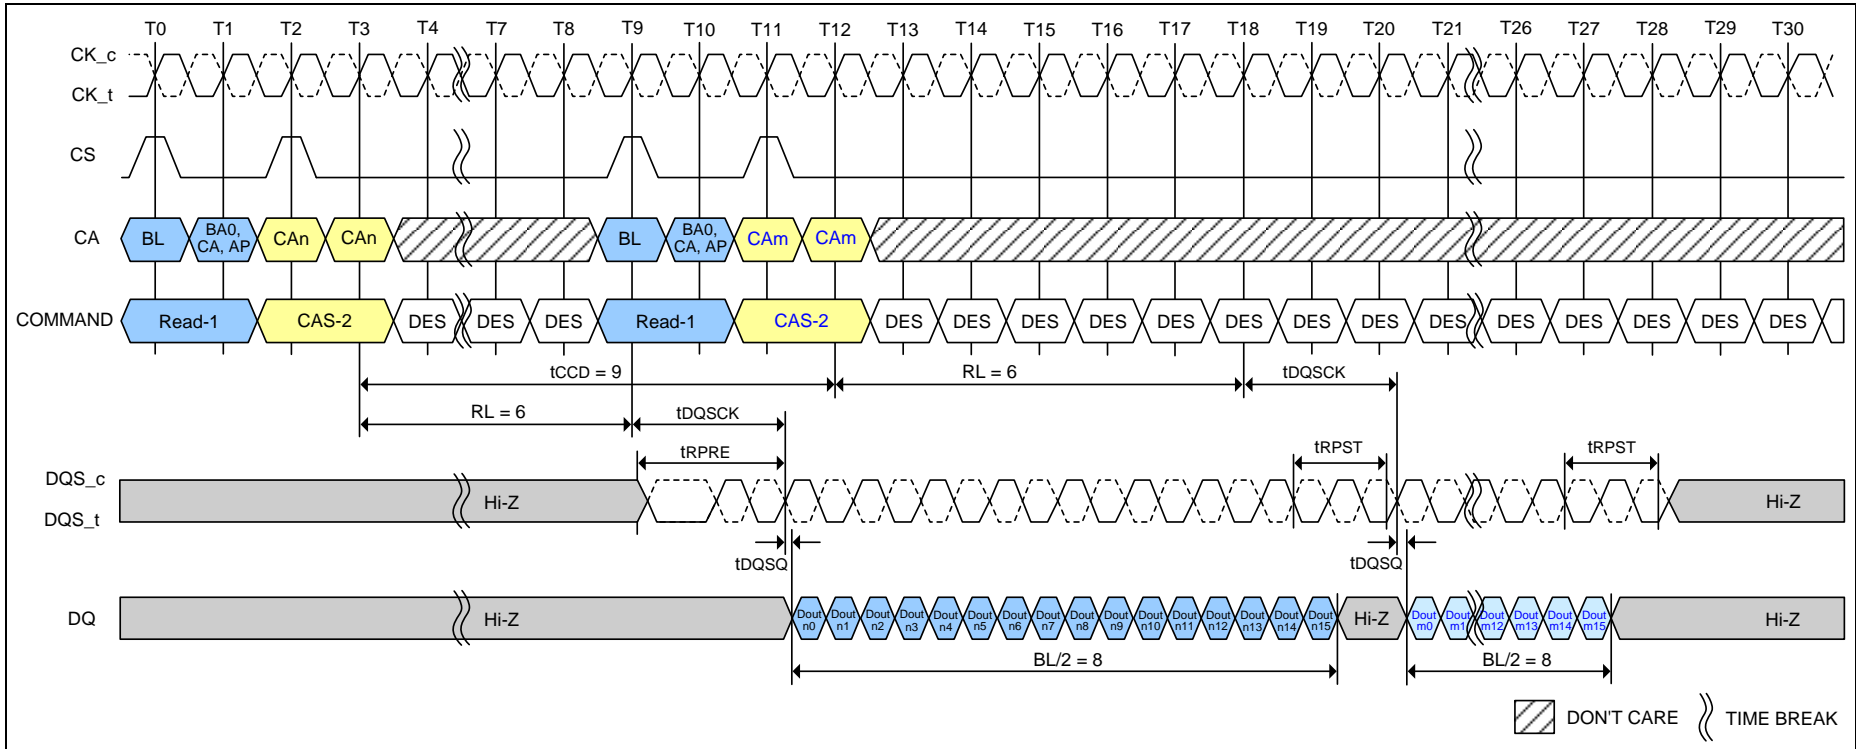 T0 T1 T2 T3 T4 T7 T8 T9 T10 T11 T12 T13 T14 T15 T16 T17 T18 T19 T20 T21 T26 T27 T28 T29 T30
CK_c
CK_t
CS
CA BL BA0, CA, AP CAn CAn BL BA0, CA, AP CAm CAm
COMMAND Read-1 CAS-2 DES DES DES Read-1 CAS-2 DES DES DES DES DES DES DES DES DES DES DES DES DES DES
tCCD = 9 RL = 6 tDQSCK
RL = 6 tDQSCK
tRPRE tRPST tRPST
DQS_c
Hi-Z Hi-Z
DQS_t
tDQSQ tDQSQ
DQ Hi-Z Dout n0 Dout n1 Dout n2 Dout n3 Dout n4 Dout n5 Dout n6 Dout n7 Dout n8 Dout n9 Dout n10 Dout n11 Dout n12 Dout n13 Dout n14 Dout n15 Hi-Z Dout m0 Dout m1 Dout m12 Dout m13 Dout m14 Dout m15 Hi-Z
BL/2 = 8 BL/2 = 8
DON'T CARE TIME BREAK